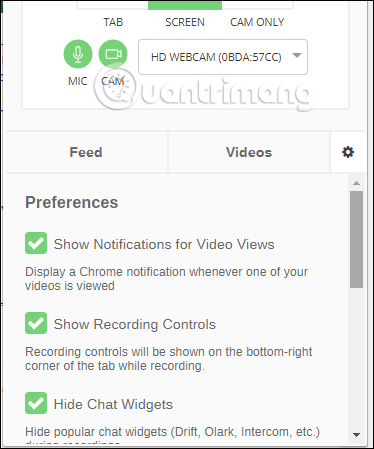 TAB SCREEN CAM ONLY
HD WEBCAM (0BDA:57CC)
MIC CAM
Quantrimang
Feed Videos
Preferences
Show Notifications for Video Views
Display a Chrome notification whenever one of your
videos is viewed
Show Recording Controls
Recording controls will be shown on the bottom-right
corner of the tab while recording.
Hide Chat Widgets
Hide popular chat widgets (Drift, Olark, Intercom, etc.)
during recordings